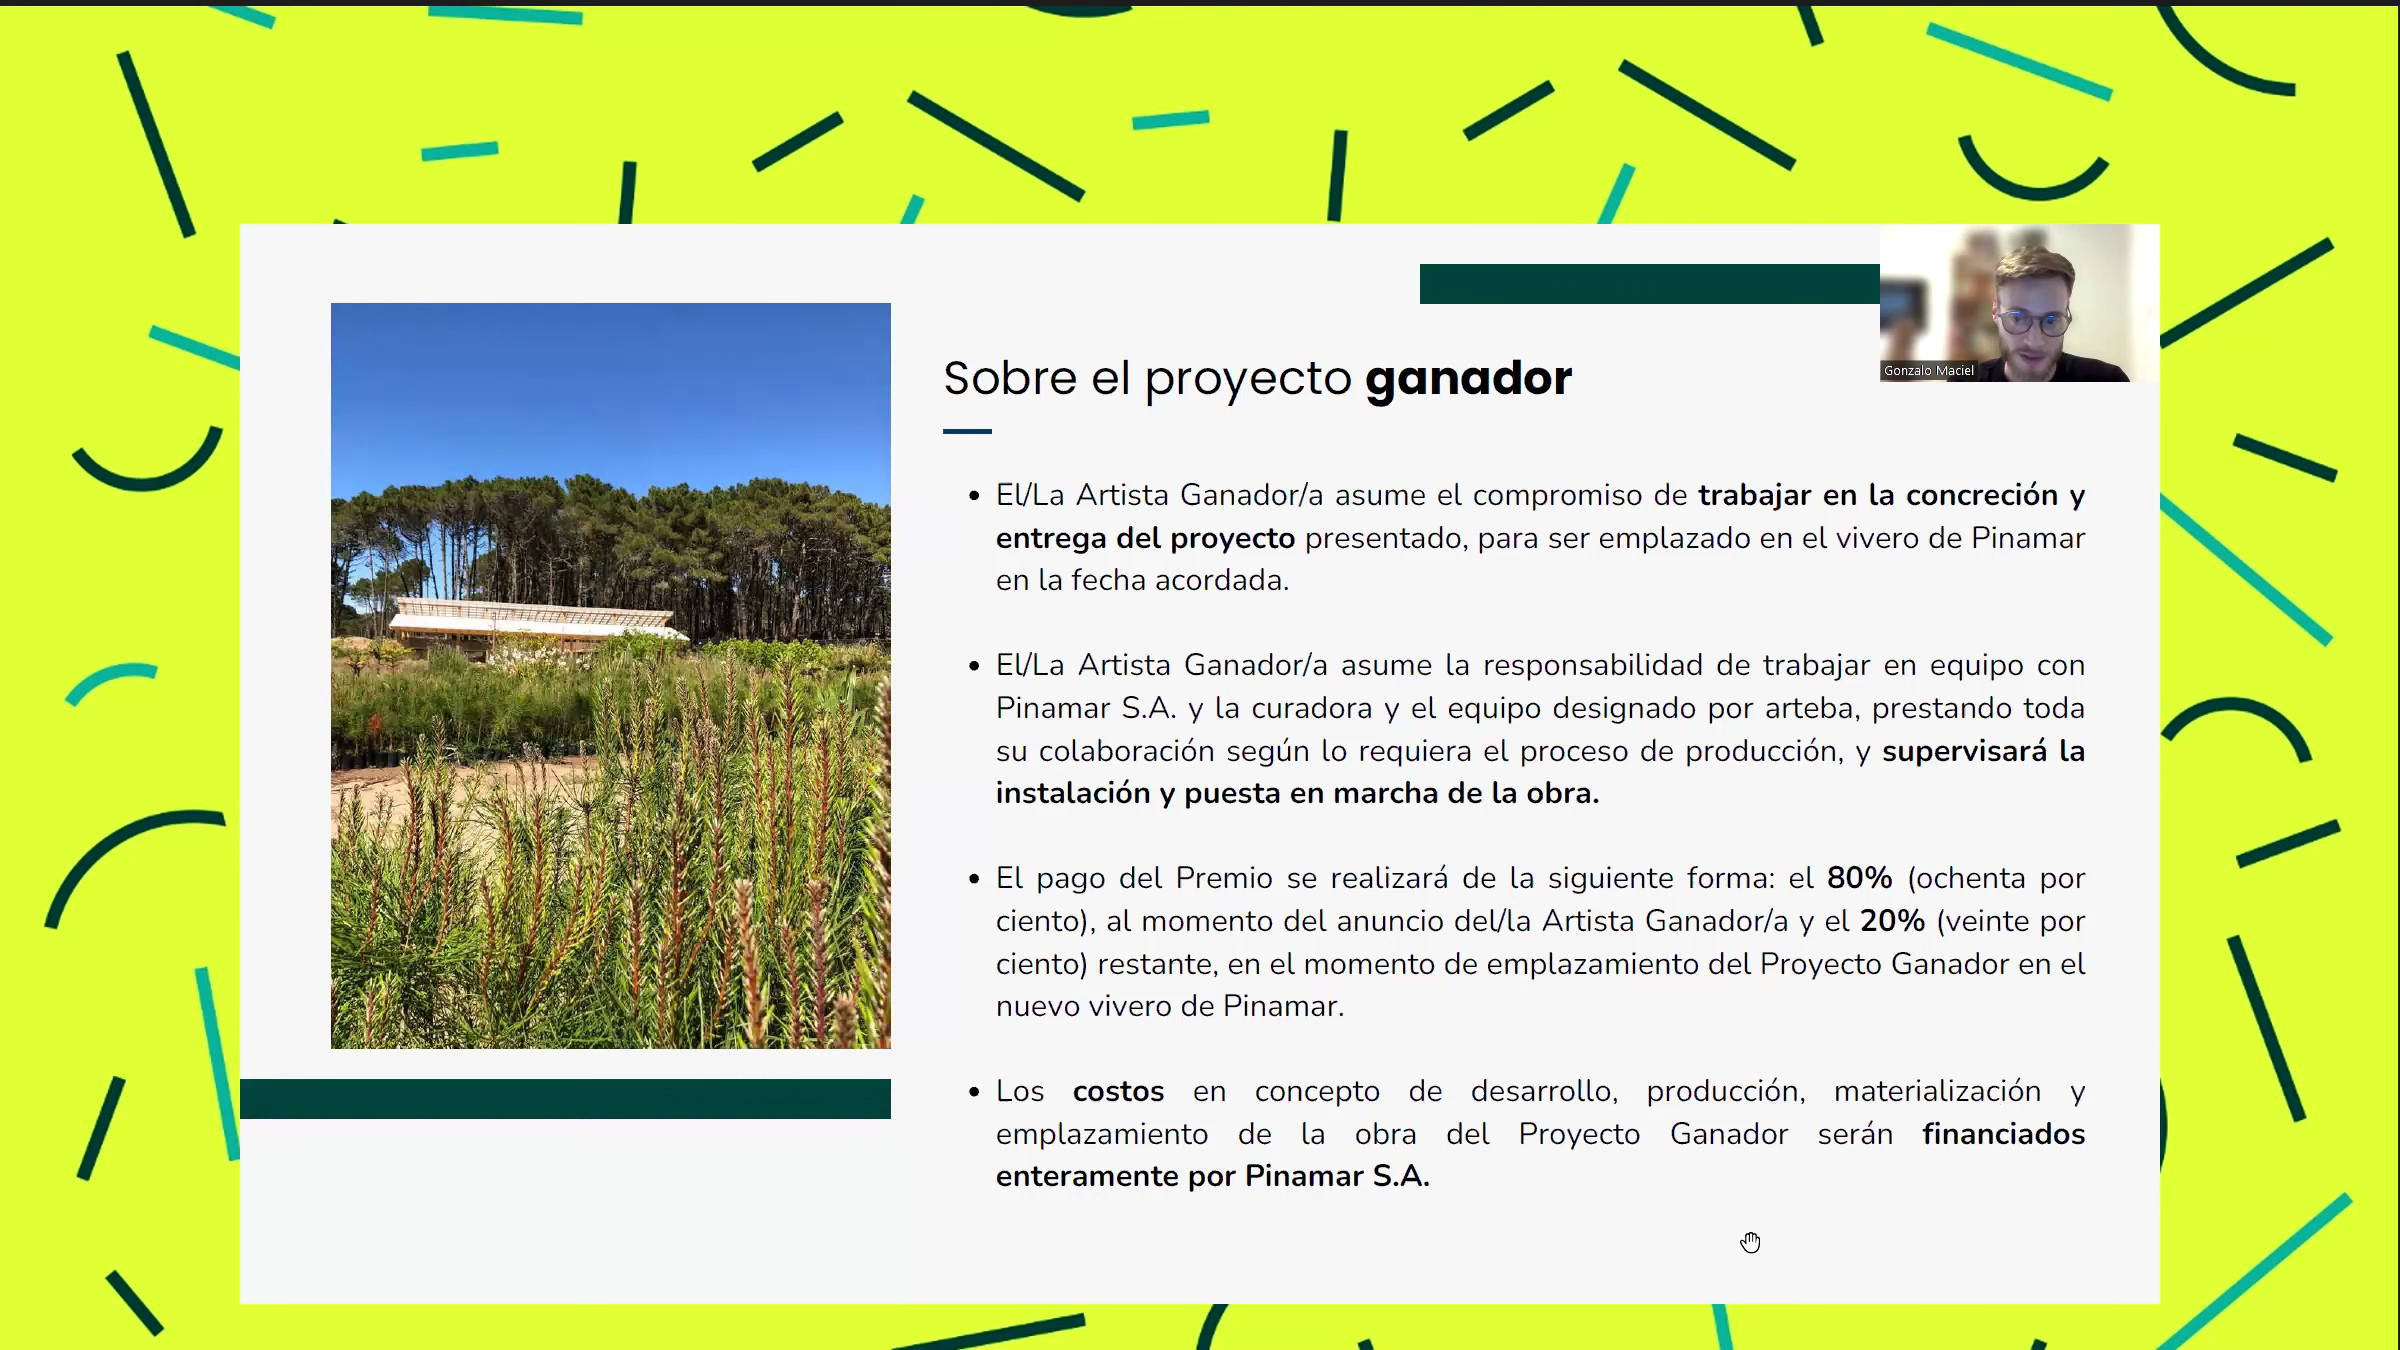 Gonzalo Maciel
Sobre el proyecto ganador
• El/La Artista Ganador/a asume el compromiso de trabajar en la concreción y
entrega del proyecto presentado, para ser emplazado en el vivero de Pinamar
en la fecha acordada.
• El/La Artista Ganador/a asume la responsabilidad de trabajar en equipo con
Pinamar S.A. y la curadora y el equipo designado por arteba, prestando toda
su colaboración según lo requiera el proceso de producción, y supervisará la
instalación y puesta en marcha de la obra.
• El pago del Premio se realizará de la siguiente forma: el 80% (ochenta por
ciento), al momento del anuncio del/la Artista Ganador/a y el 20% (veinte por
ciento) restante, en el momento de emplazamiento del Proyecto Ganador en el
nuevo vivero de Pinamar.
• Los costos en concepto de desarrollo, producción, materialización y
emplazamiento de la obra del Proyecto Ganador serán financiados
enteramente por Pinamar S.A.